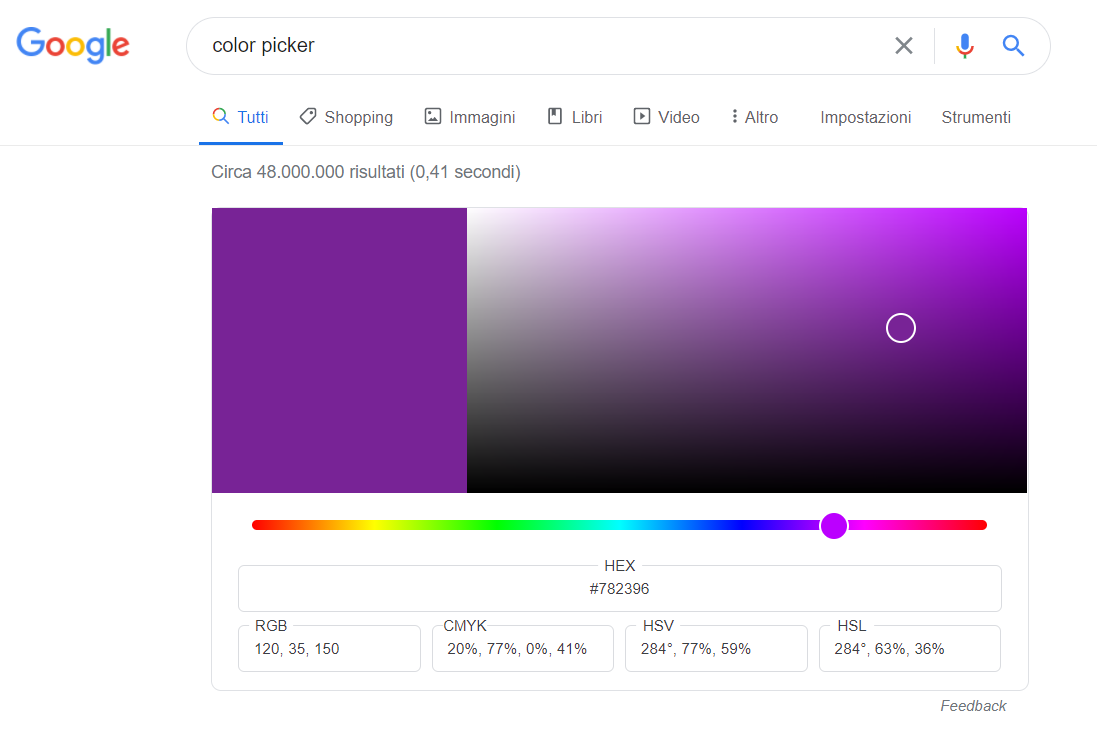 Google
color picker
Tutti Shopping Immagini Libri Video Altro Impostazioni Strumenti
Circa 48.000.000 risultati (0,41 secondi)
HEX
#782396
RGB CMYK HSV HSL
120, 35, 150 20%, 77%, 0%, 41% 284°, 77%, 59% 284°, 63%, 36%
Feedback